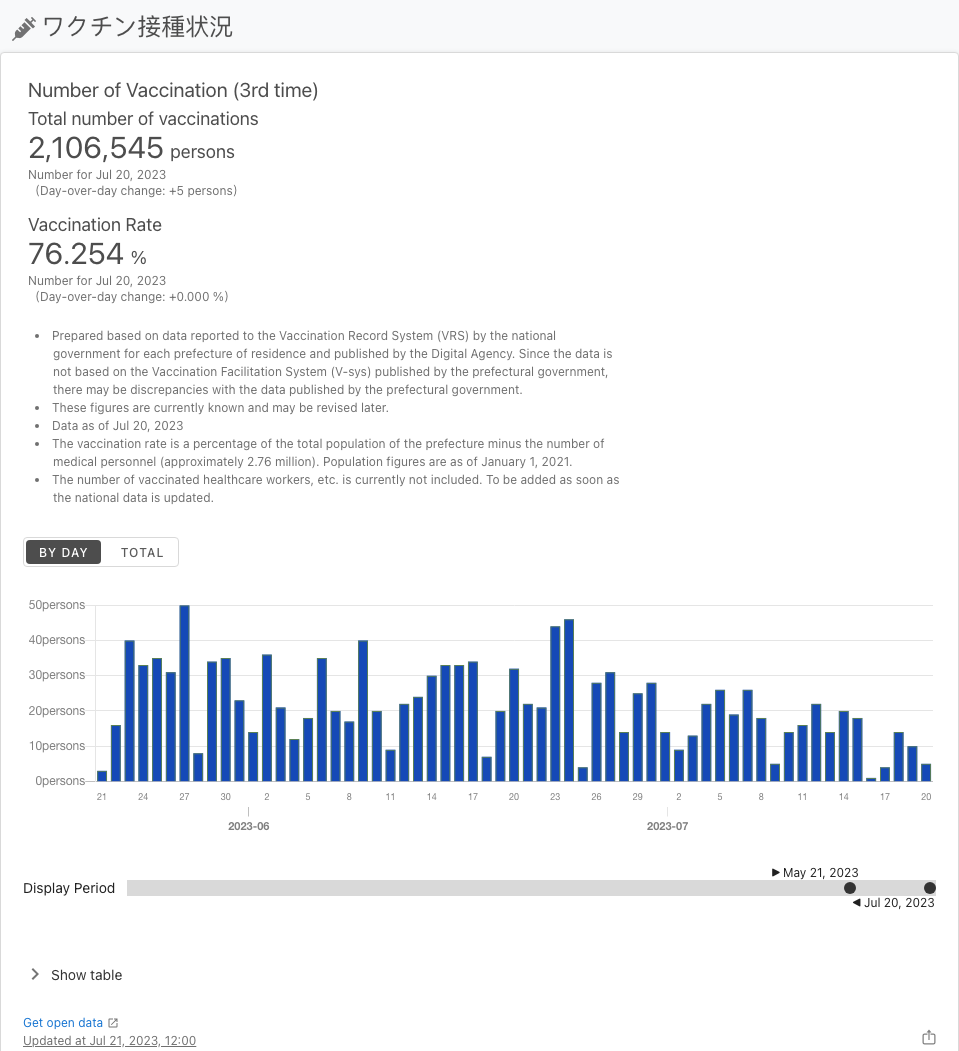 ワクチン接種状況
Number of Vaccination (3rd time)
Total number of vaccinations
2,106,545 persons
Number for Jul 20, 2023
(Day-over-day change: +5 persons)
Vaccination Rate
76.254 %
Number for Jul 20, 2023
(Day-over-day change: +0.000 %)
• Prepared based on data reported to the Vaccination Record System (VRS) by the national
government for each prefecture of residence and published by the Digital Agency. Since the data is
not based on the Vaccination Facilitation System (V-sys) published by the prefectural government,
there may be discrepancies with the data published by the prefectural government.
• These figures are currently known and may be revised later.
• Data as of Jul 20, 2023
• The vaccination rate is a percentage of the total population of the prefecture minus the number of
medical personnel (approximately 2.76 million). Population figures are as of January 1, 2021.
• The number of vaccinated healthcare workers, etc. is currently not included. To be added as soon as
the national data is updated.
BY DAY TOTAL
50persons
40persons
30persons
20persons
10persons
0persons
21 24 27 30 2 5 8 11 14 17 20 23 26 29 2 5 8 11 14 17 20
2023-06 2023-07
▶ May 21, 2023
Display Period
◀ Jul 20, 2023
Show table
Get open data
Updated at Jul 21, 2023, 12:00